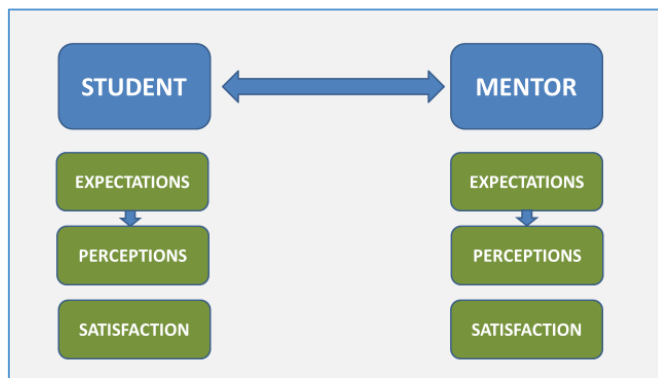 STUDENT
MENTOR
EXPECTATIONS
EXPECTATIONS
PERCEPTIONS
PERCEPTIONS
SATISFACTION
SATISFACTION